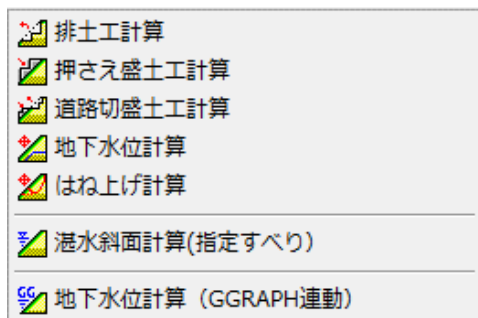 排土工計算
押さえ盛土工計算
道路切盛土工計算
地下水位計算
はね上げ計算
湛水斜面計算(指定すべり）
地下水位計算（GGRAPH連動）